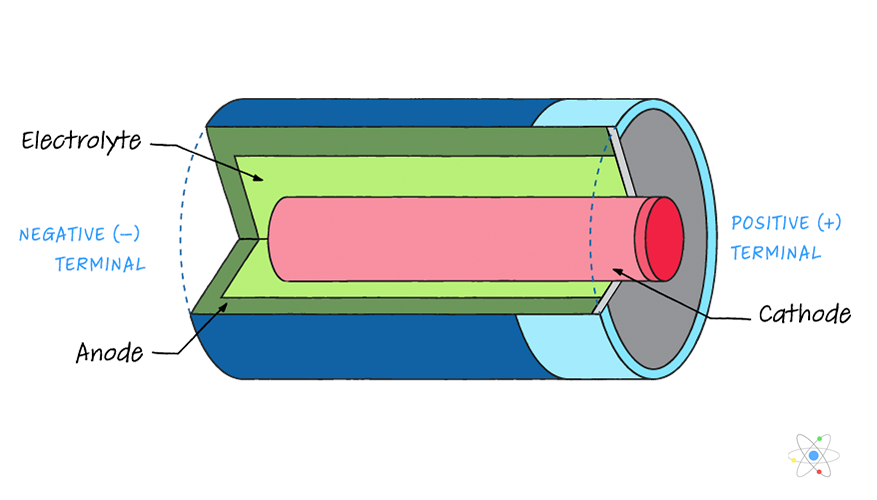 Electrolyte
NEGATIVE (–)
TERMINAL
POSITIVE (+)
TERMINAL
Anode
Cathode